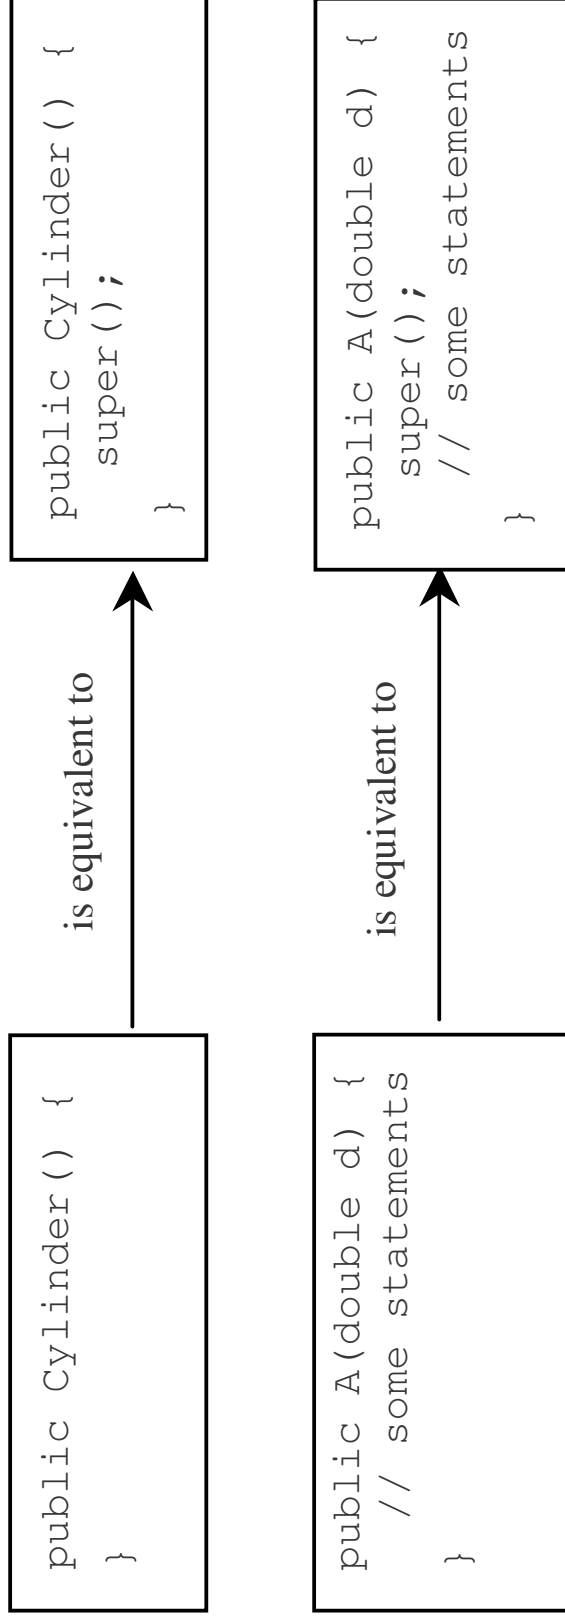 public Cylinder() {
}
is equivalent to
public Cylinder() {
super();
}
public A(double d) {
// some statements
}
is equivalent to
public A(double d) {
super();
// some statements
}